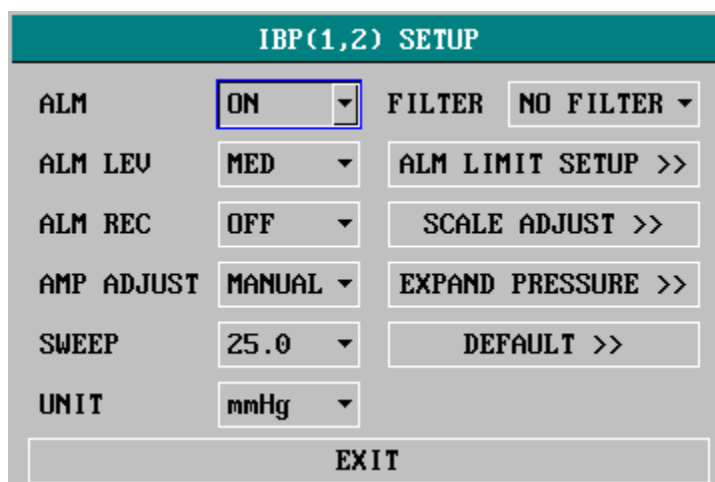 IBP(1,2) SETUP
ALM ON FILTER NO FILTER
ALM LEV MED ALM LIMIT SETUP >>
ALM REC OFF SCALE ADJUST >>
AMP ADJUST MANUAL EXPAND PRESSURE >>
SWEEP 25.0 DEFAULT >>
UNIT mmHg
EXIT